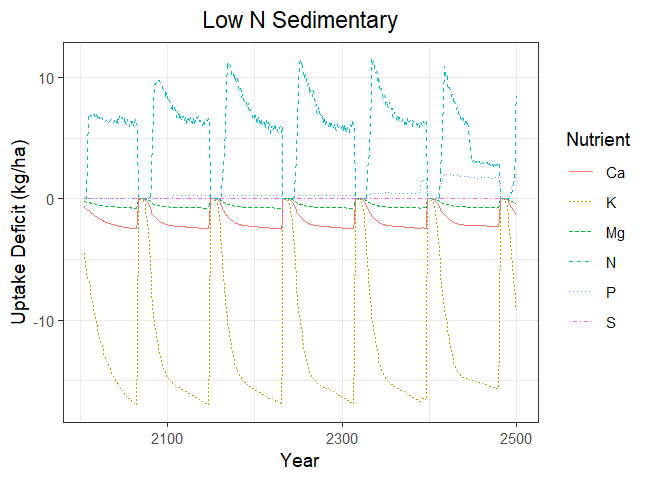 Low N Sedimentary
Uptake Deficit (kg/ha)
10
0
-10
2100
2300
2500
Year
Nutrient
Ca
K
Mg
N
P
S